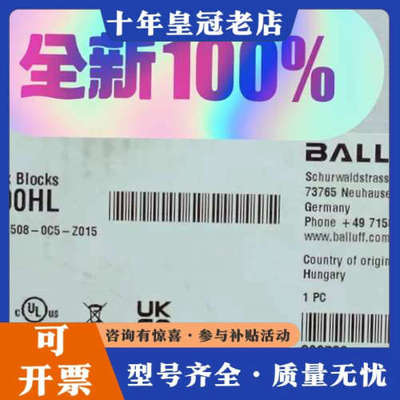 十年皇冠老店
全新100%
BALL
Blocks
00HL
508-0C5-Z015
Schurwaldstrass
73765 Neuhause
Germany
Phone + 49 715
www.balluff.com
Country of origin
Hungary
1 PC
c UL us
UK
可开票
咨询有惊喜·参与补贴活动
型号齐全·质量无忧